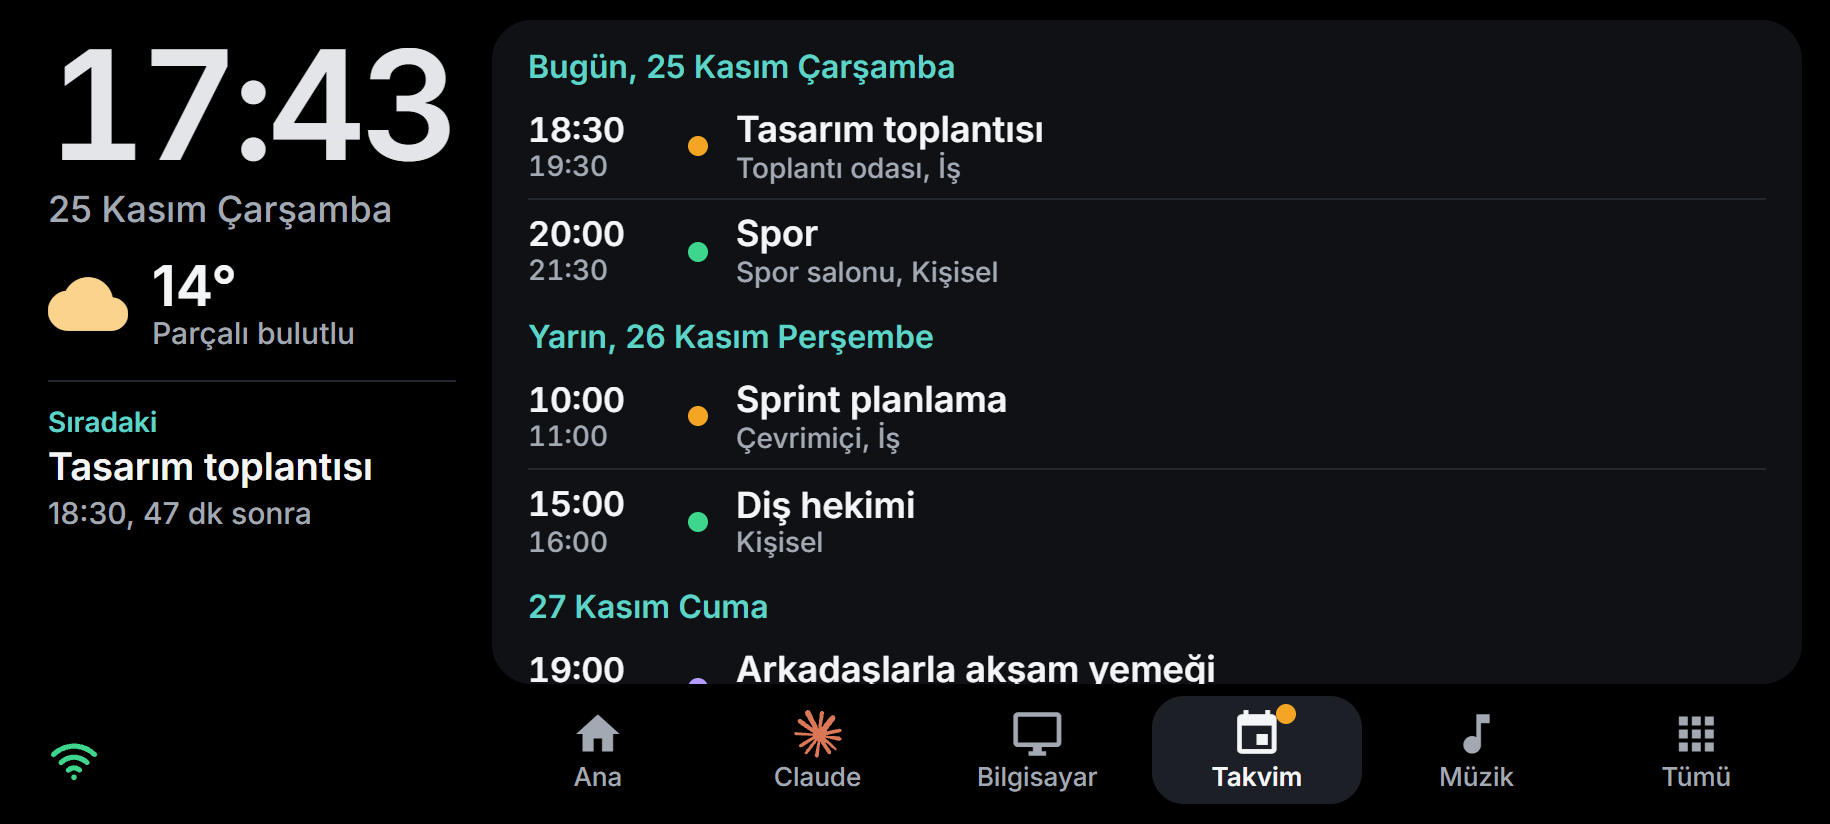 17:43
25 Kasım Çarşamba
14°
Parçalı bulutlu
Sıradaki
Tasarım toplantısı
18:30, 47 dk sonra
Bugün, 25 Kasım Çarşamba
18:30
19:30
Tasarım toplantısı
Toplantı odası, İş
20:00
21:30
Spor
Spor salonu, Kişisel
Yarın, 26 Kasım Perşembe
10:00
11:00
Sprint planlama
Çevrimiçi, İş
15:00
16:00
Diş hekimi
Kişisel
27 Kasım Cuma
19:00
Arkadaşlarla akşam yemeği
Ana
Claude
Bilgisayar
Takvim
Müzik
Tümü